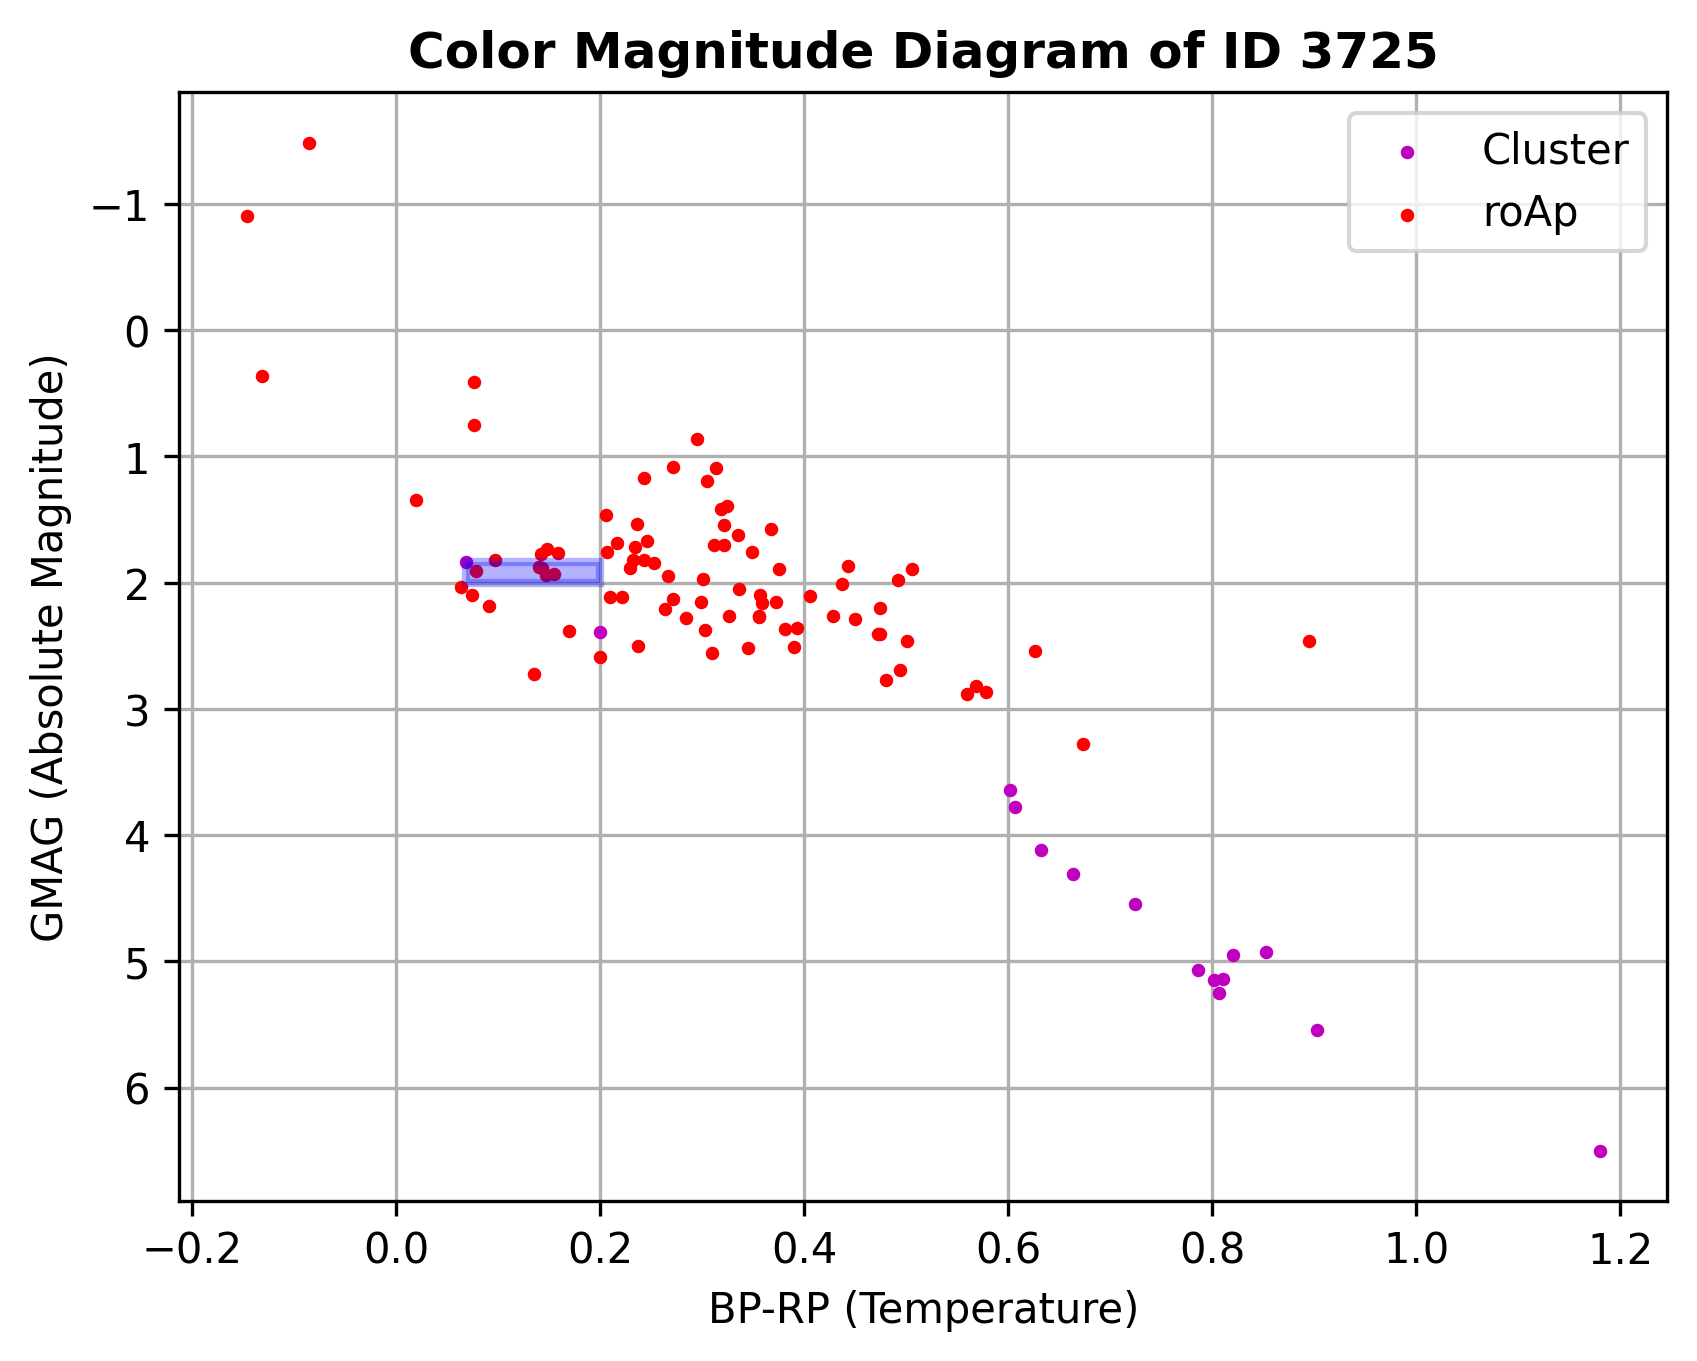 Color Magnitude Diagram of ID 3725
Cluster
roAp
GMAG (Absolute Magnitude)
−1
0
1
2
3
4
5
6
−0.2 0.0 0.2 0.4 0.6 0.8 1.0 1.2
BP-RP (Temperature)